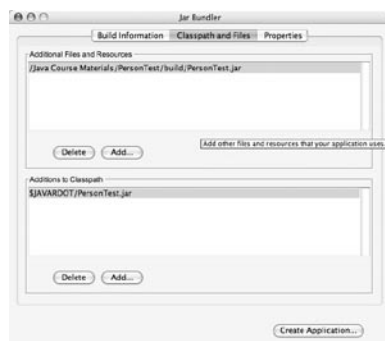 Jar Bundler
Build Information Classpath and Files Properties
Additional Files and Resources
/Java Course Materials/PersonTest/build/PersonTest.jar
Add other files and resources that your application uses.
Delete Add...
Additions to Classpath
$JAVAROOT/PersonTest.jar
Delete Add...
Create Application...